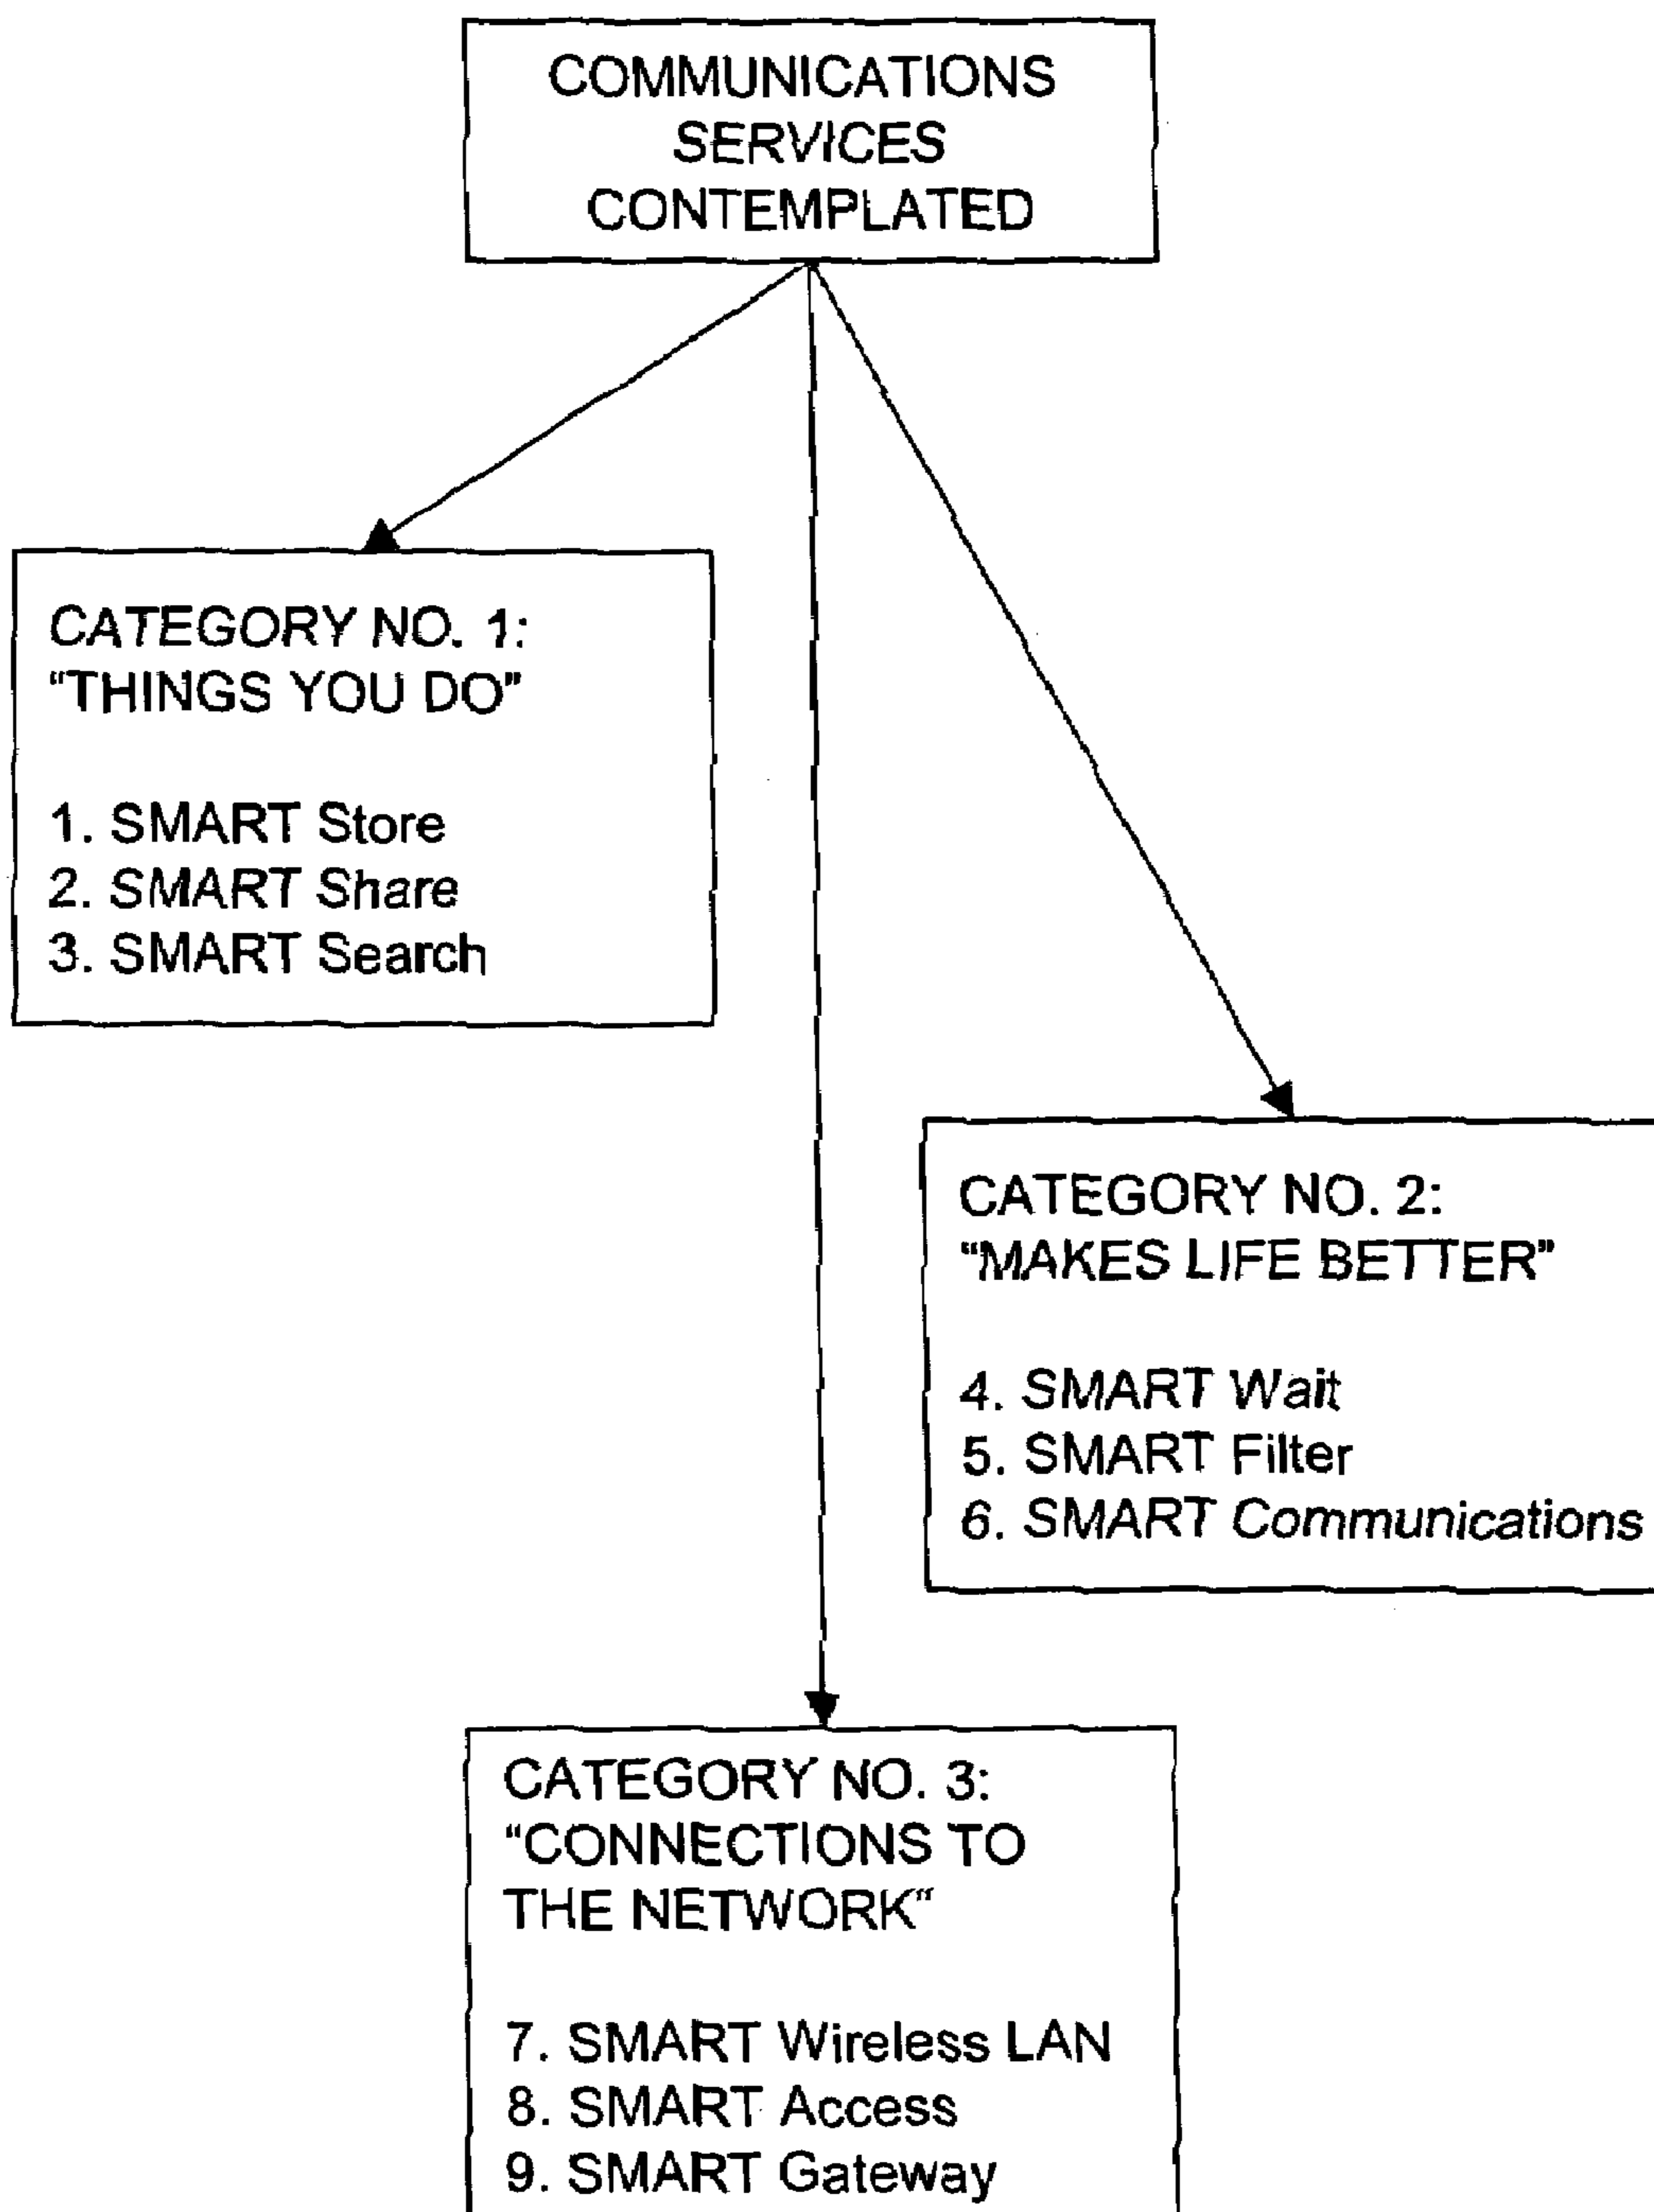 COMMUNICATIONS
SERVICES
CONTEMPLATED
CATEGORY NO. 1:
"THINGS YOU DO"
1. SMART Store
2. SMART Share
3. SMART Search
CATEGORY NO. 2:
"MAKES LIFE BETTER"
4. SMART Wait
5. SMART Filter
6. SMART Communications
CATEGORY NO. 3:
"CONNECTIONS TO
THE NETWORK"
7. SMART Wireless LAN
8. SMART Access
9. SMART Gateway